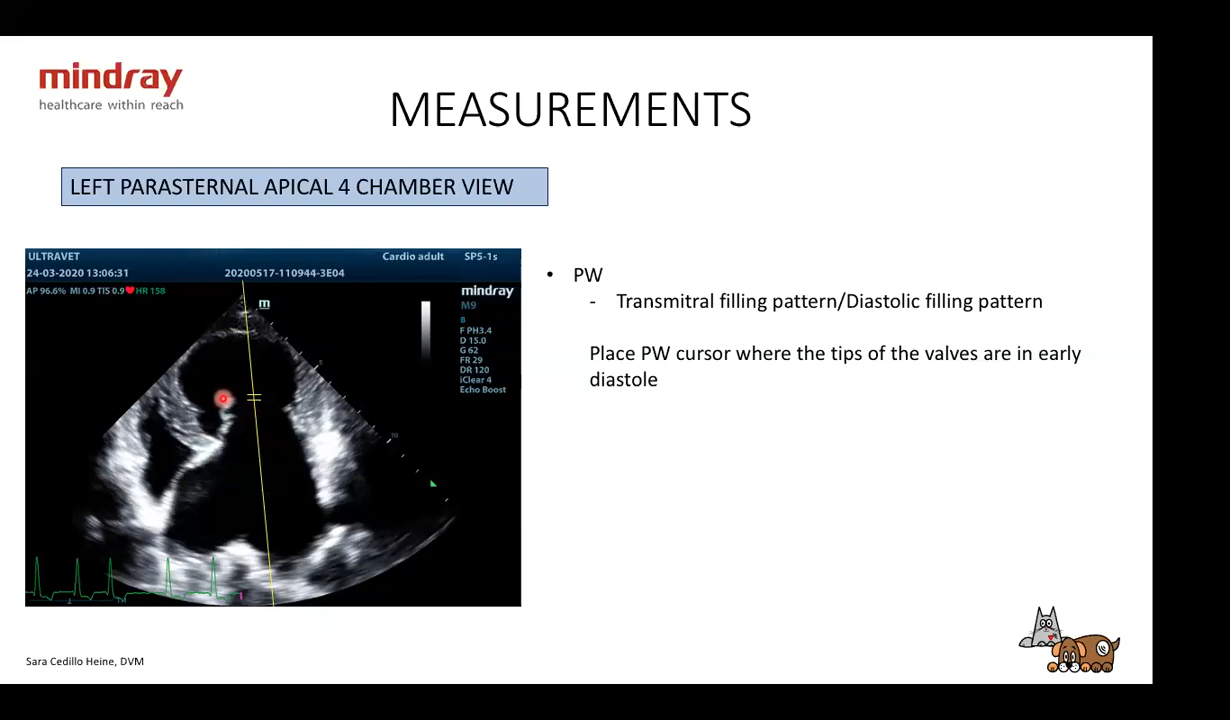 mindray
healthcare within reach
MEASUREMENTS
LEFT PARASTERNAL APICAL 4 CHAMBER VIEW
ULTRAVET
Cardio adult
SP5-1s
24-03-2020 13:06:31
20200517-110944-3E04
AP 96.6% MI 0.9 TIS 0.9 HR 158
mindray
m
M9
B
F PH3.4
D 15.0
G 62
FR 29
DR 120
iClear 4
Echo Boost
5
10
• PW
- Transmitral filling pattern/Diastolic filling pattern
Place PW cursor where the tips of the valves are in early
diastole
Sara Cedillo Heine, DVM